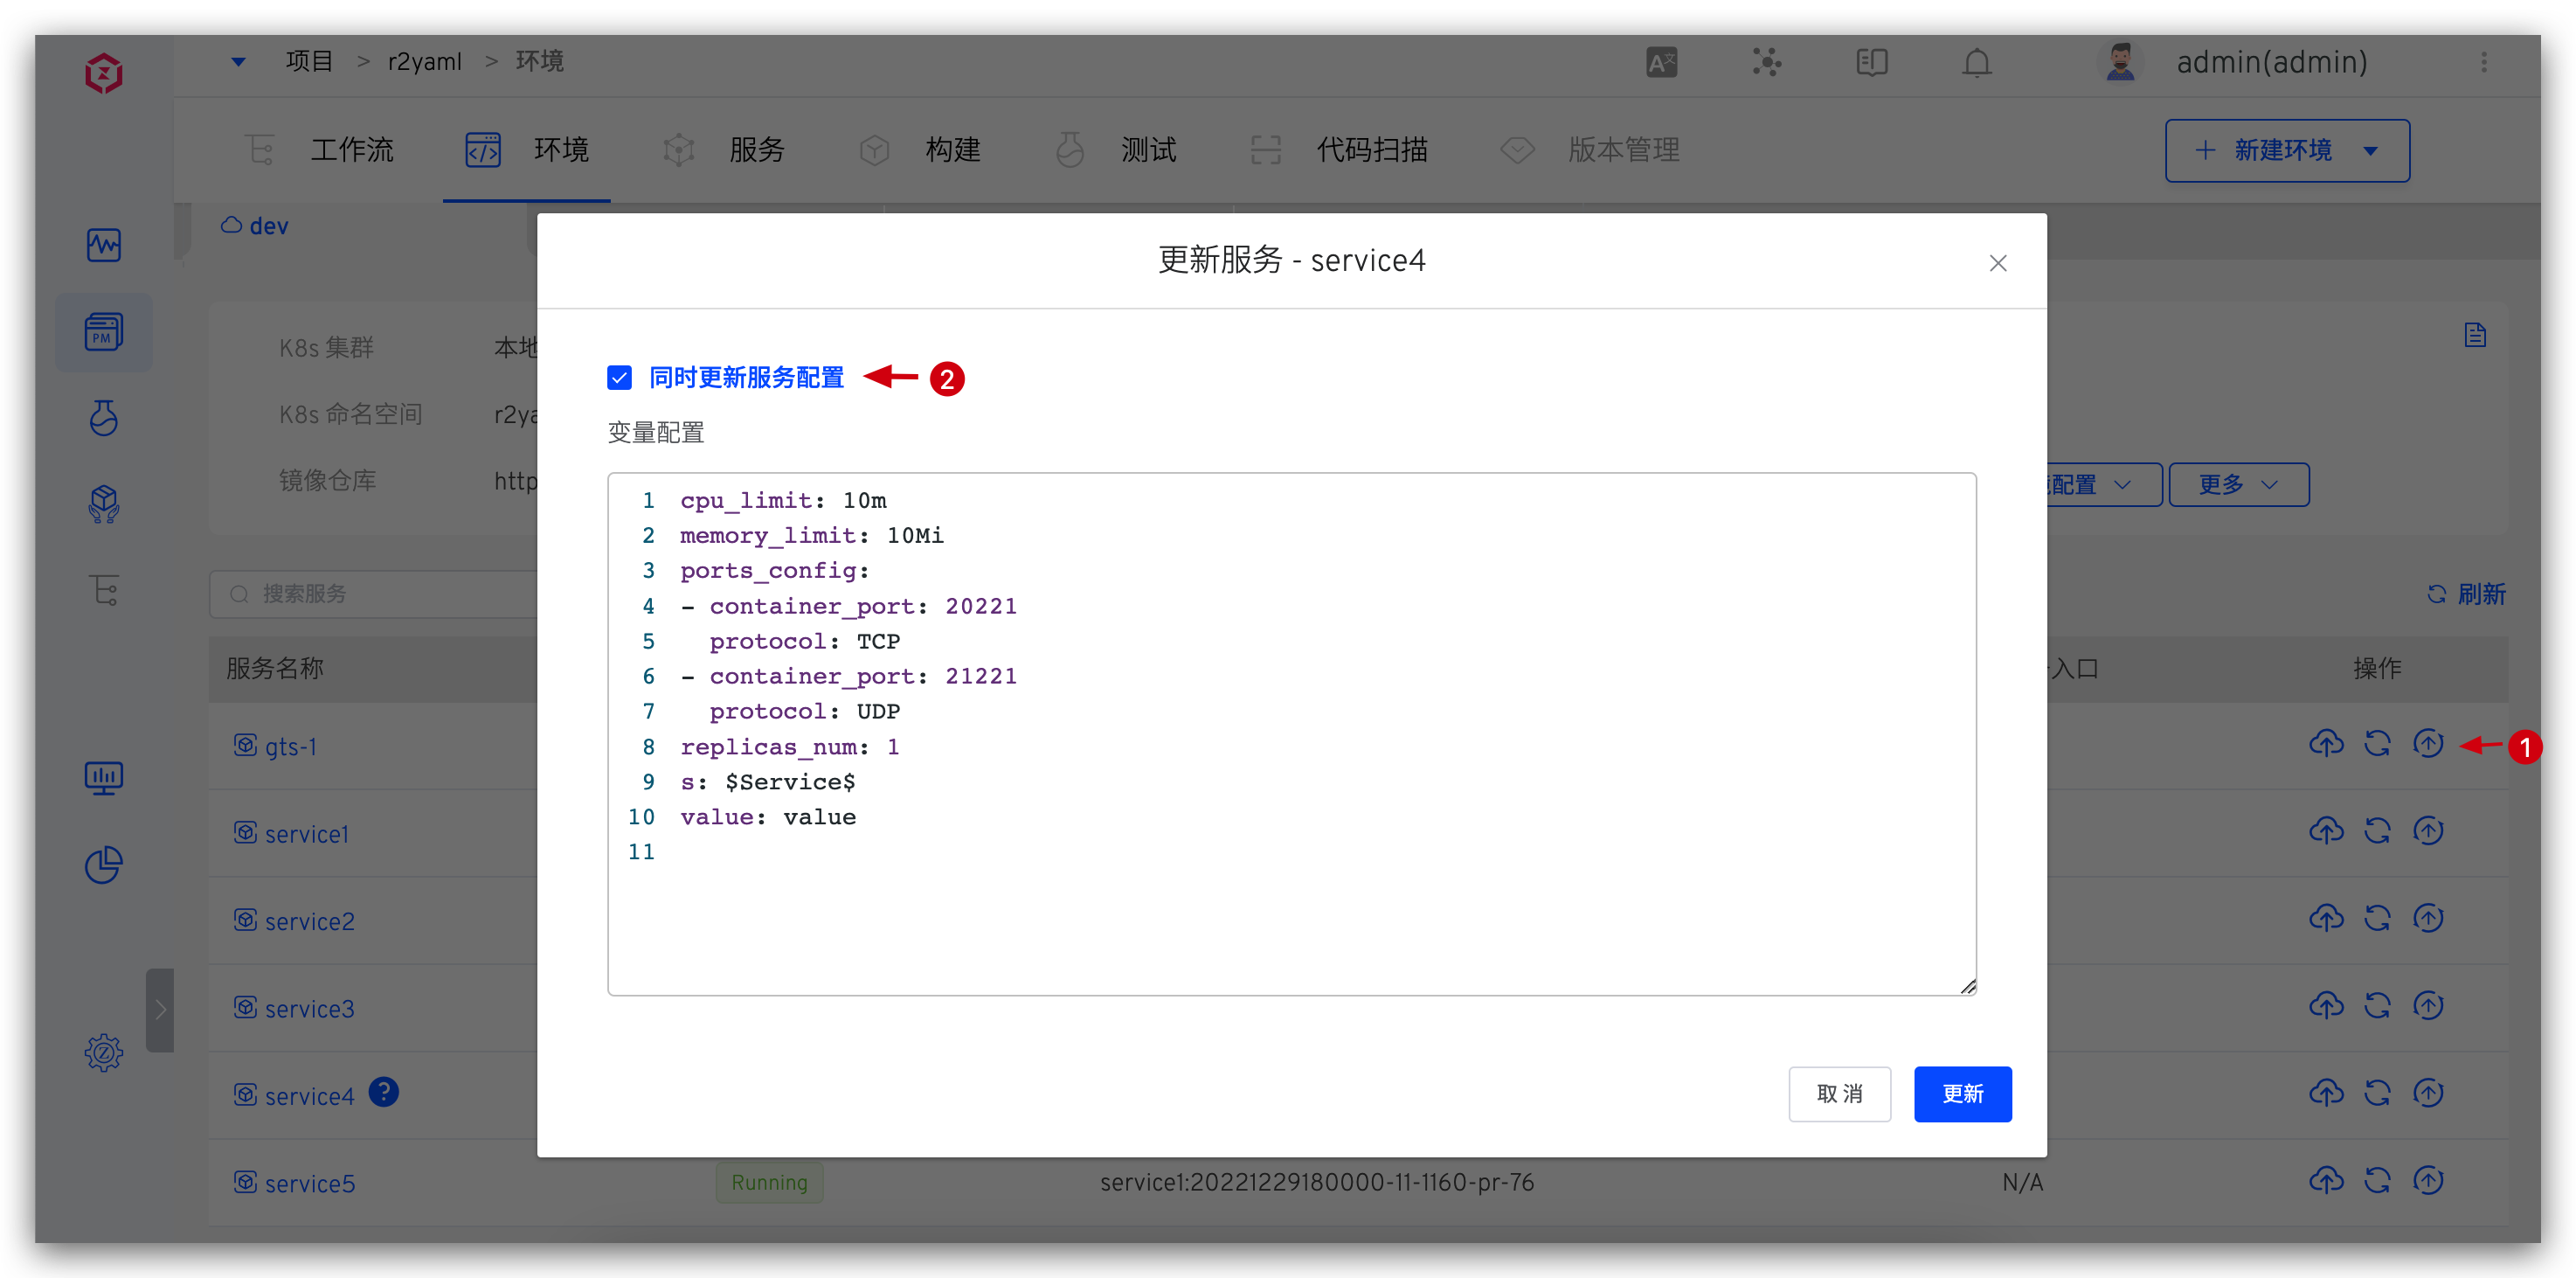 项目 > r2yaml > 环境
admin(admin)
工作流 环境 服务 构建 测试 代码扫描 版本管理
+ 新建环境
dev
PM
K8s 集群 本地
K8s 命名空间 r2ya
镜像仓库 http
配置 更多
搜索服务
刷新
服务名称 入口 操作
gts-1
1
service1
service2
service3
service4 ?
service5 Running service1:20221229180000-11-1160-pr-76 N/A
更新服务 - service4
同时更新服务配置 2
变量配置
1 cpu_limit: 10m
2 memory_limit: 10Mi
3 ports_config:
4 - container_port: 20221
5   protocol: TCP
6 - container_port: 21221
7   protocol: UDP
8 replicas_num: 1
9 s: $Service$
10 value: value
11
取消 更新